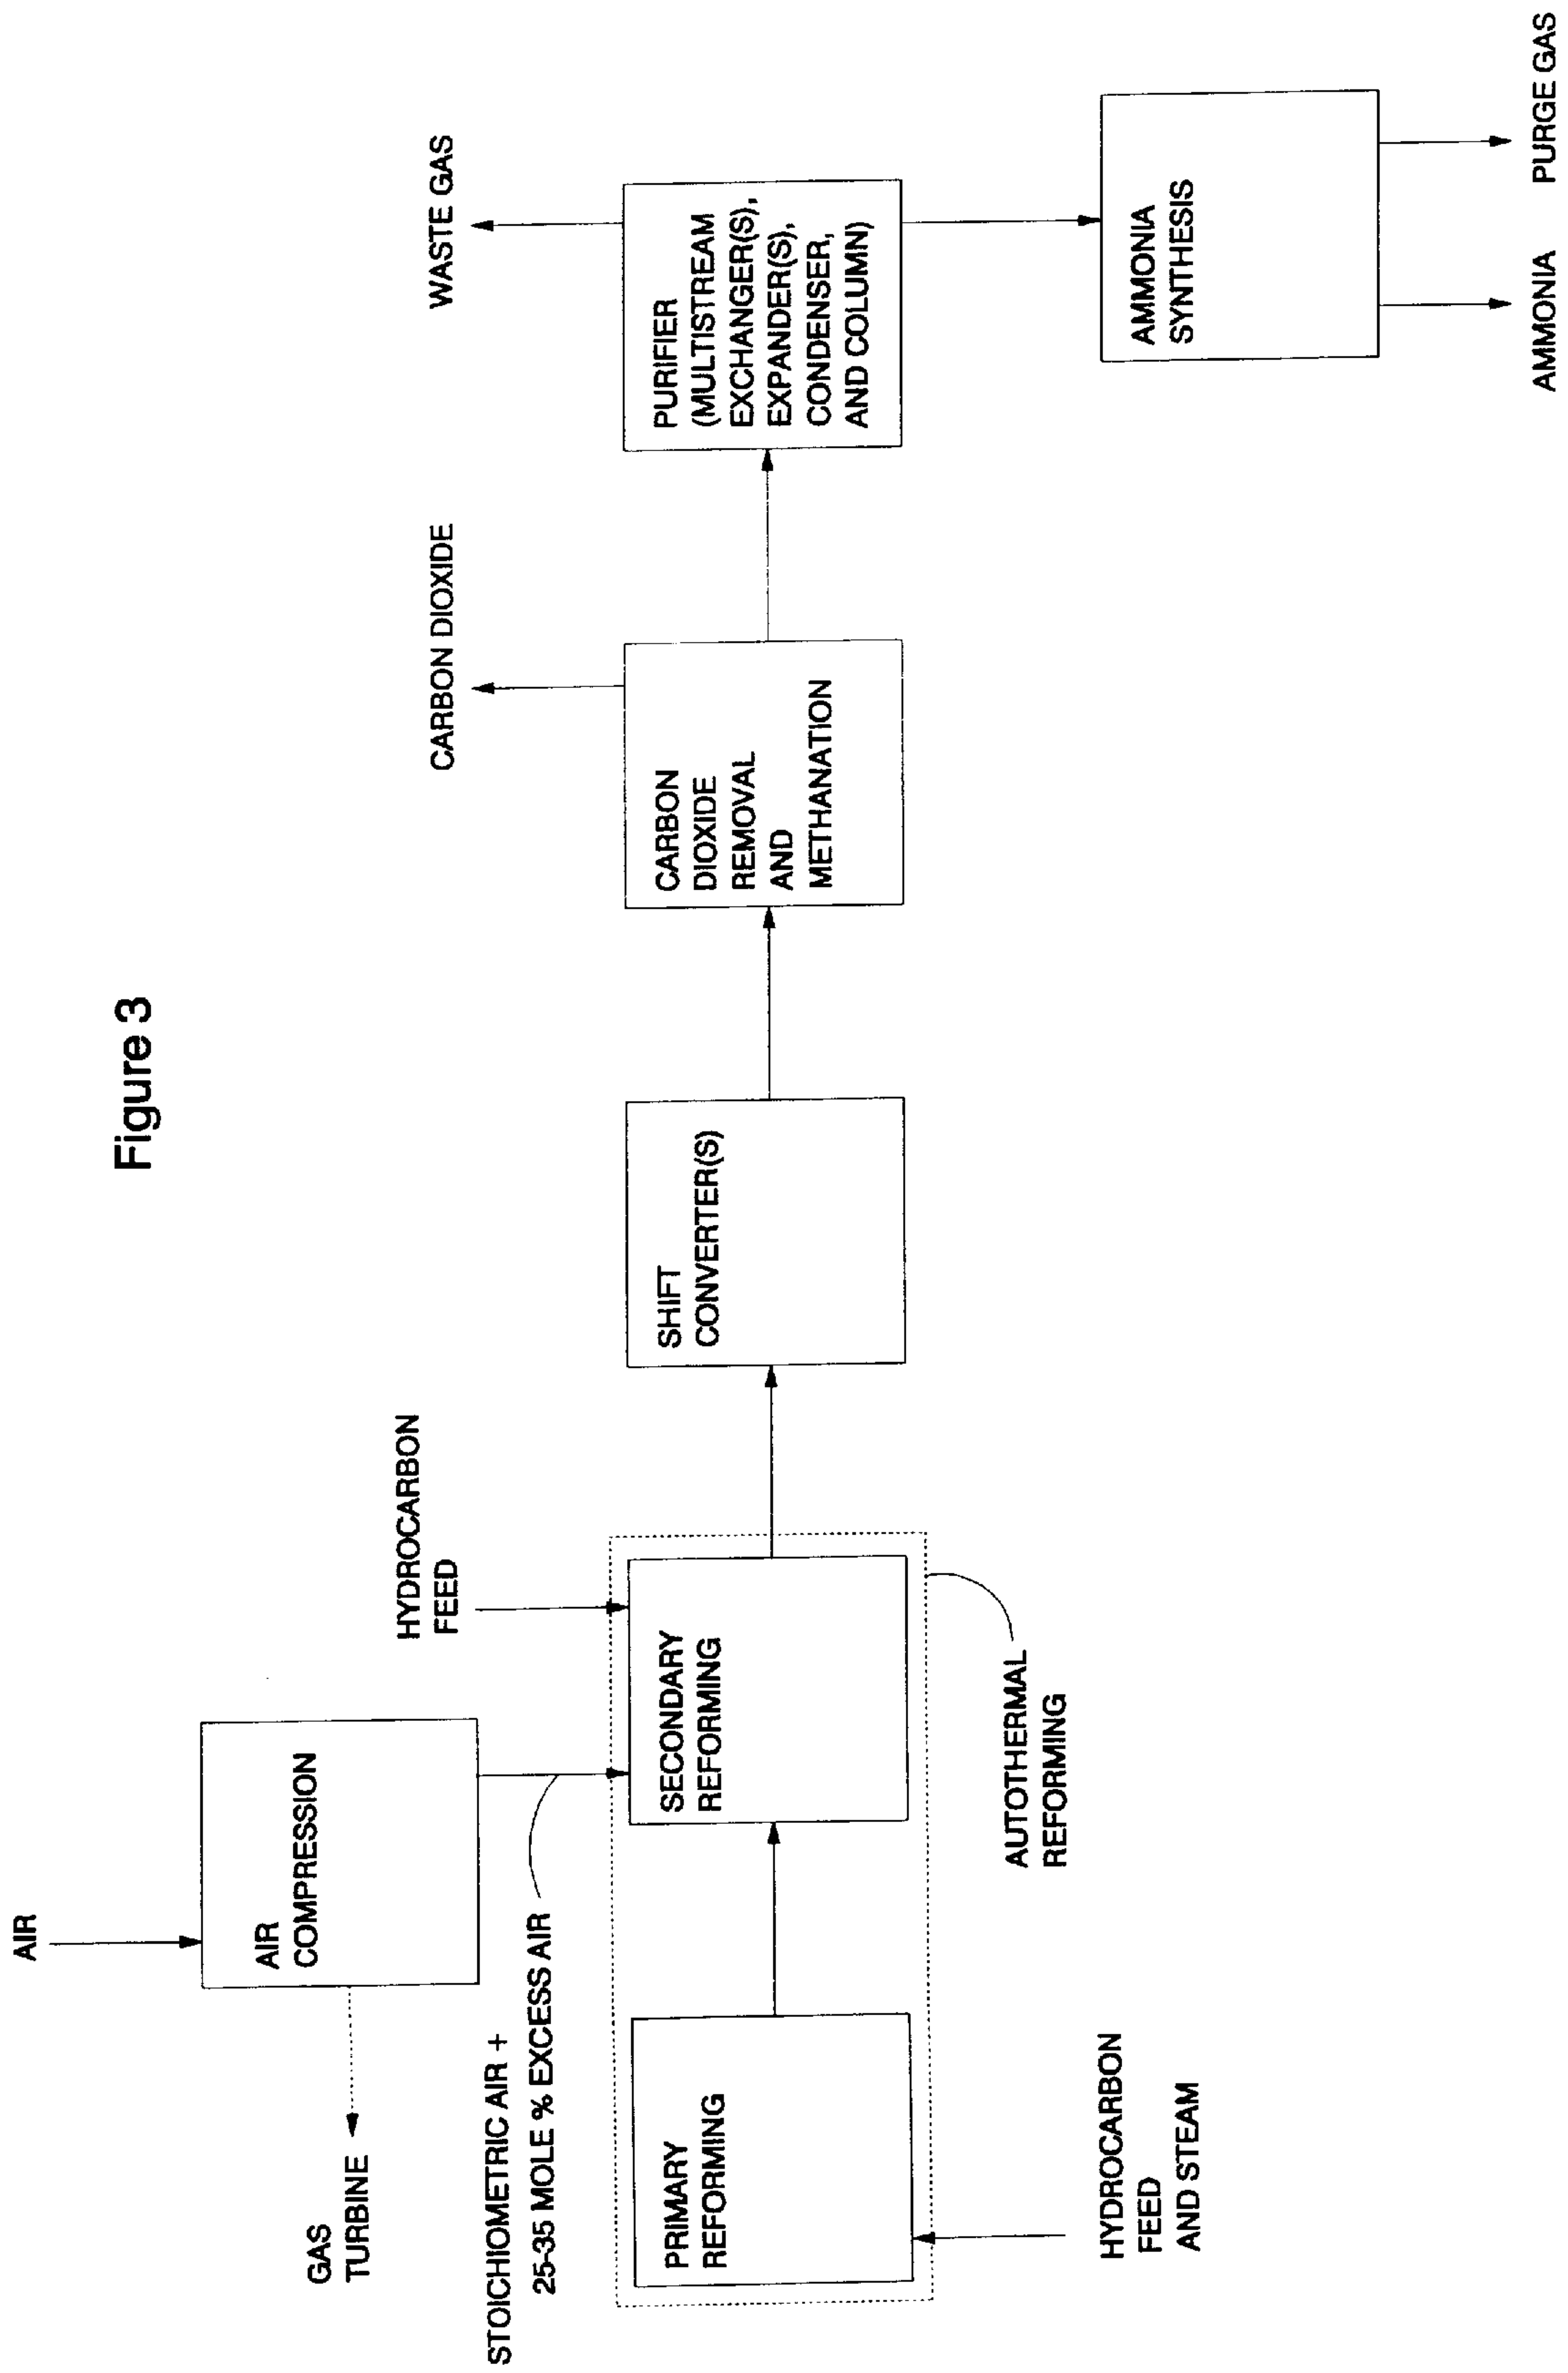 Figure 3
AIR
AIR
COMPRESSION
GAS
TURBINE
STOICHIOMETRIC AIR +
25-35 MOLE % EXCESS AIR
HYDROCARBON
FEED
PRIMARY
REFORMING
SECONDARY
REFORMING
HYDROCARBON
FEED
AND STEAM
AUTOTHERMAL
REFORMING
SHIFT
CONVERTER(S)
CARBON DIOXIDE
CARBON
DIOXIDE
REMOVAL
AND
METHANATION
WASTE GAS
PURIFIER
(MULTISTREAM
EXCHANGER(S),
EXPANDER(S),
CONDENSER,
AND COLUMN)
AMMONIA
SYNTHESIS
AMMONIA
PURGE GAS